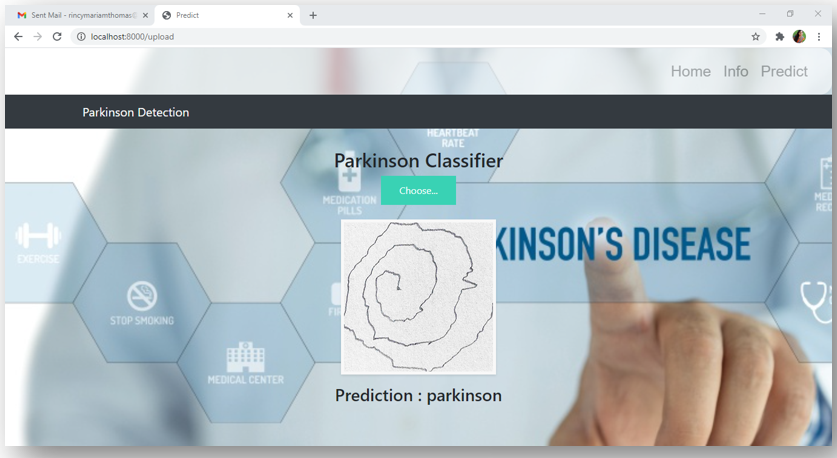 Sent Mail - rincymariamthomas
Predict
localhost:8000/upload
Home Info Predict
Parkinson Detection
HEARTBEAT
RATE
Parkinson Classifier
Choose...
MEDICATION
PILLS
KINSON'S DISEASE
EXERCISE
STOP SMOKING
MEDICAL CENTER
Prediction : parkinson